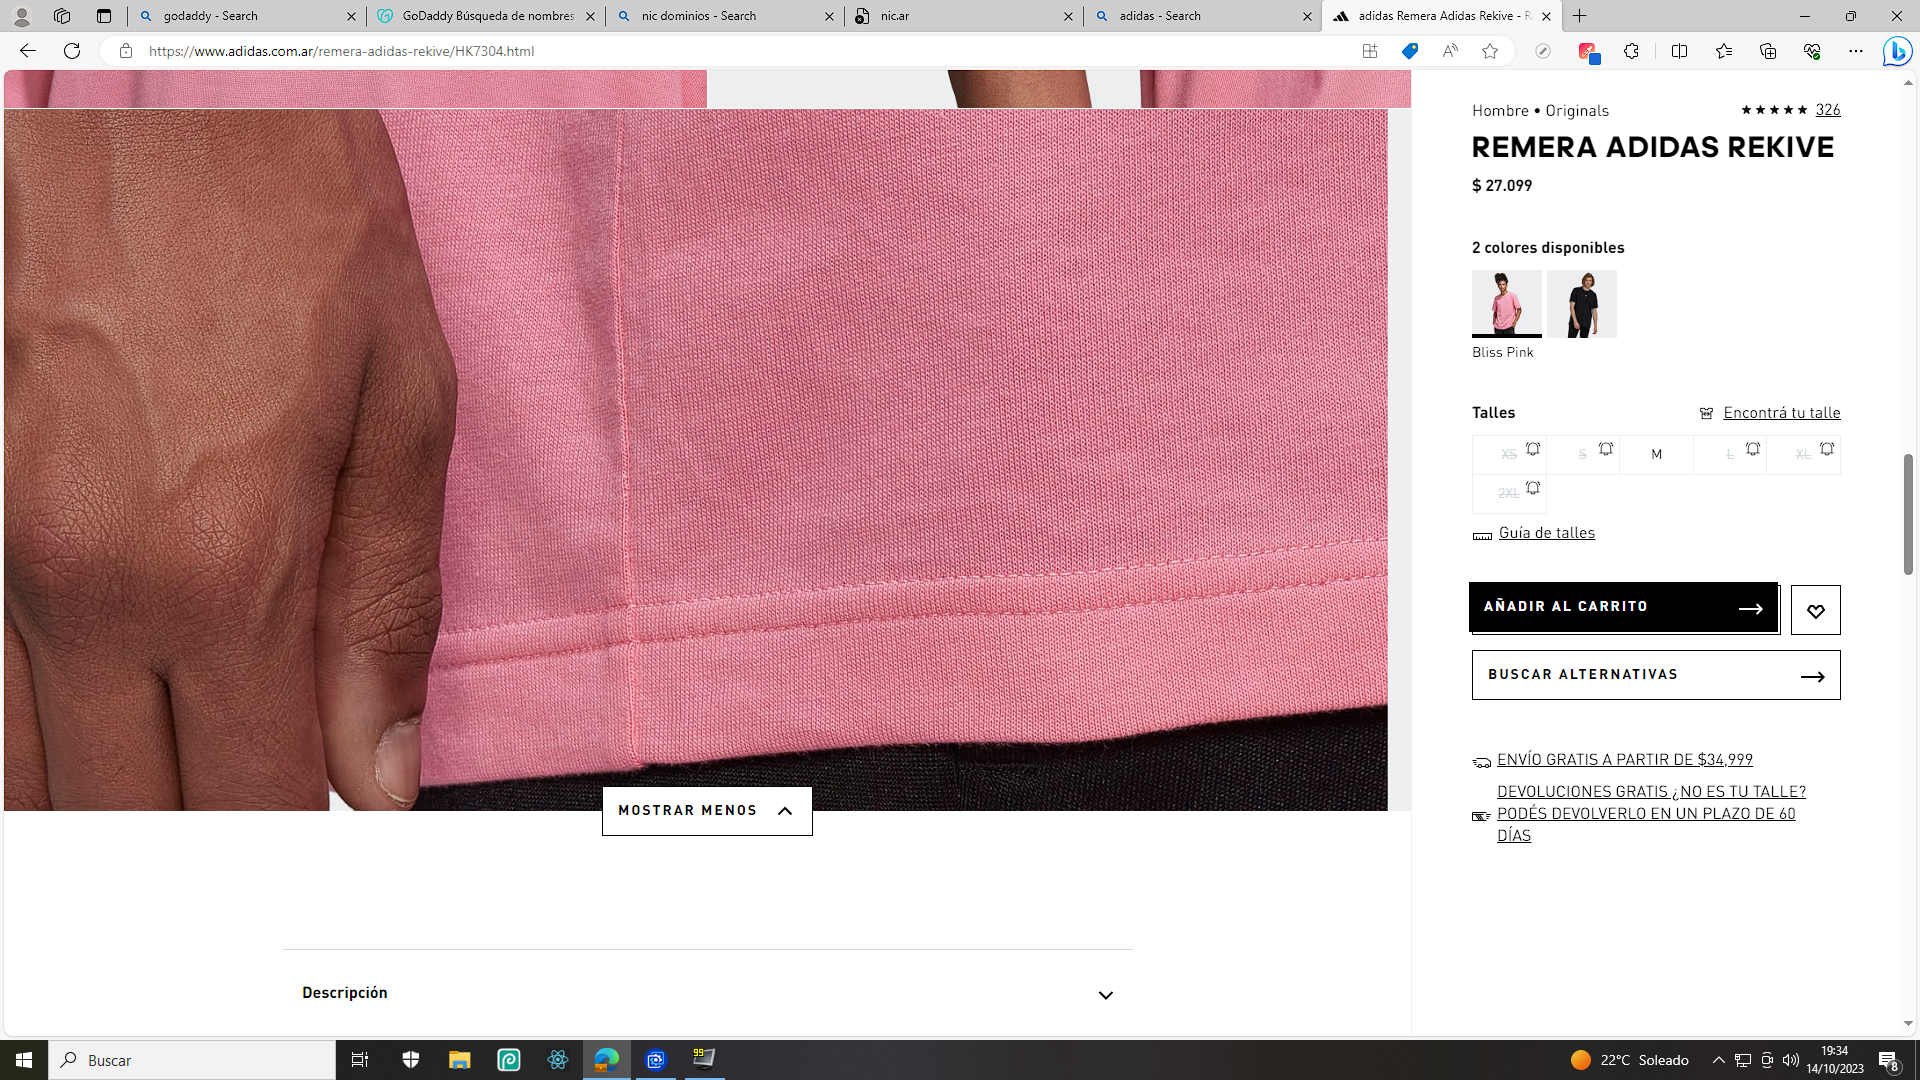 godaddy - Search
GoDaddy Búsqueda de nombres
nic dominios - Search
nic.ar
adidas - Search
adidas Remera Adidas Rekive - R
https://www.adidas.com.ar/remera-adidas-rekive/HK7304.html
Hombre • Originals
326
REMERA ADIDAS REKIVE
$ 27.099
2 colores disponibles
Bliss Pink
Talles
Encontrá tu talle
XS S M L XL
2XL
Guía de talles
AÑADIR AL CARRITO
BUSCAR ALTERNATIVAS
ENVÍO GRATIS A PARTIR DE $34,999
DEVOLUCIONES GRATIS ¿NO ES TU TALLE?
PODÉS DEVOLVERLO EN UN PLAZO DE 60
DÍAS
MOSTRAR MENOS
Descripción
Buscar
99
22°C Soleado
19:34
14/10/2023
8